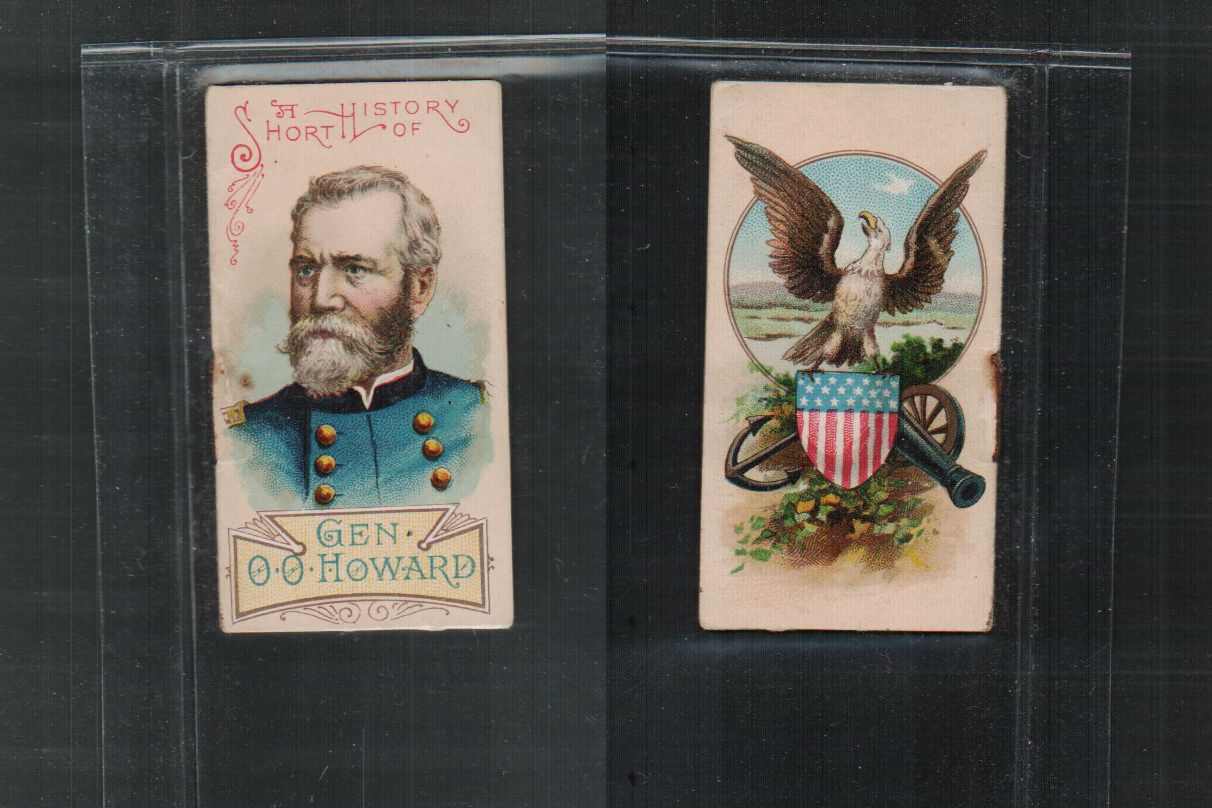 A
SHORT HISTORY
OF
GEN.
O.O. HOWARD